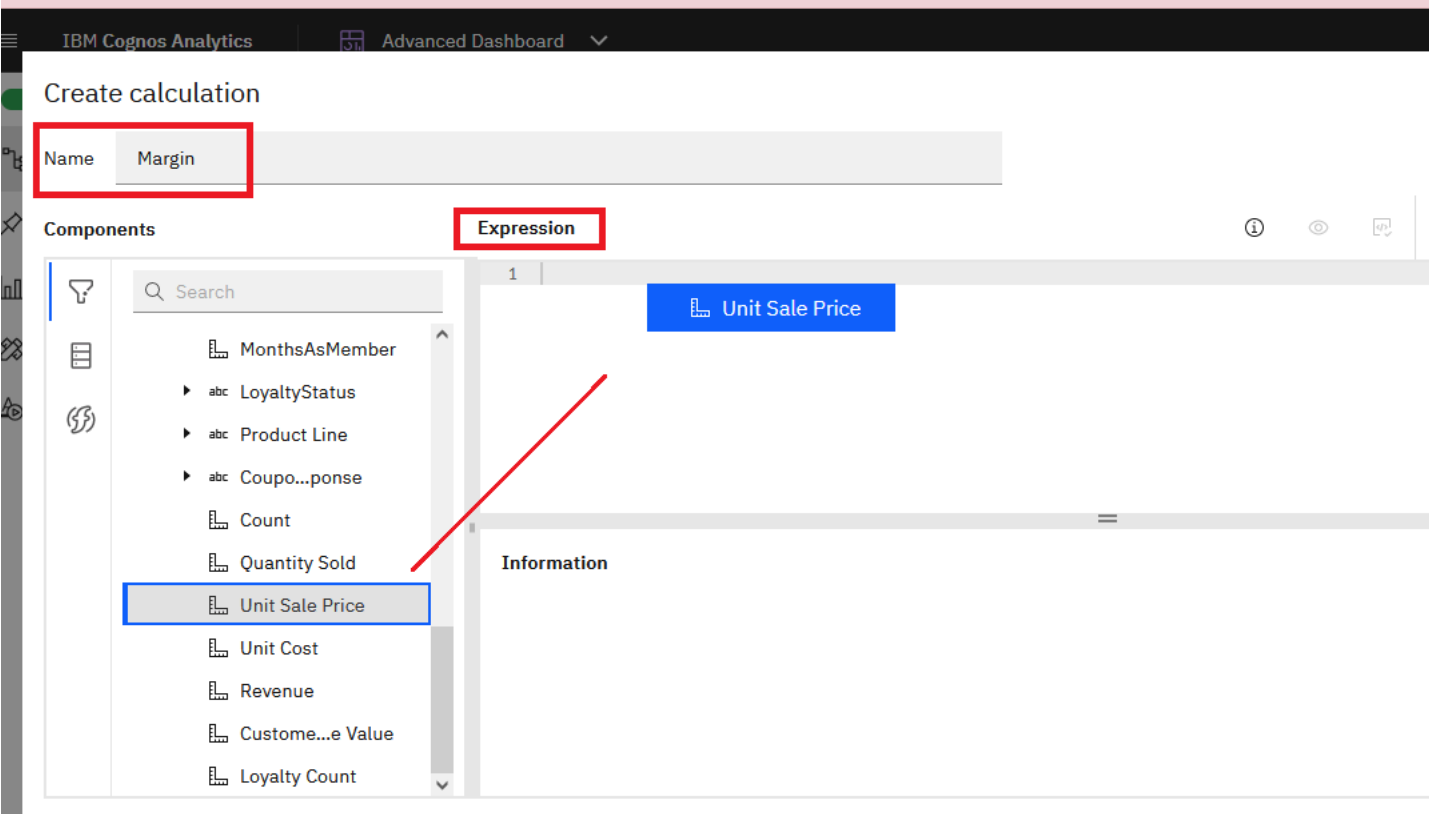 IBM Cognos Analytics
Advanced Dashboard
Create calculation
Name Margin
Components
Expression
Search
1
Unit Sale Price
MonthsAsMember
abc LoyaltyStatus
abc Product Line
abc Coupo...ponse
Count
Quantity Sold
Unit Sale Price
Unit Cost
Revenue
Custome...e Value
Loyalty Count
Information